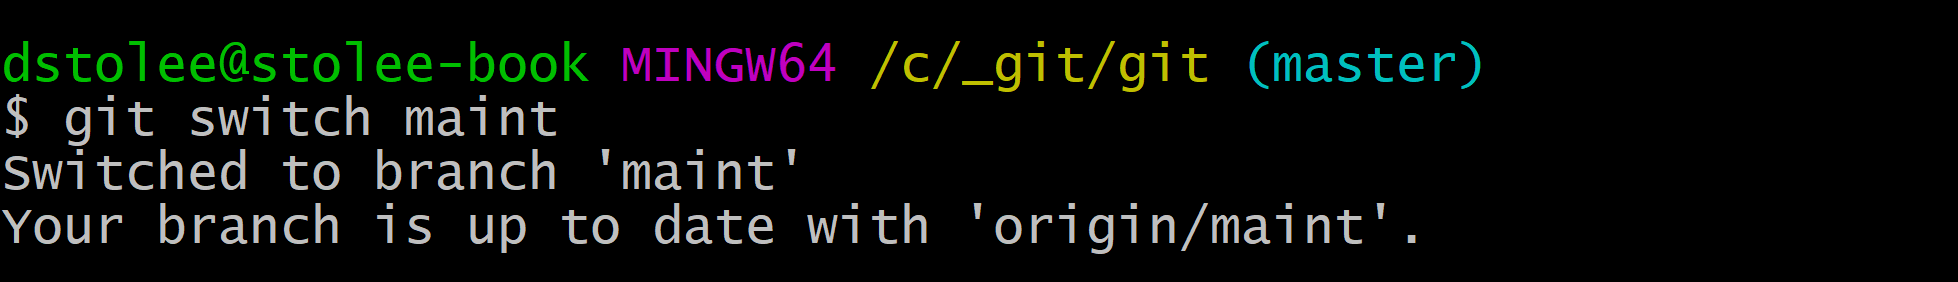 dstolee@stolee-book MINGW64 /c/_git/git (master)
$ git switch maint
Switched to branch 'maint'
Your branch is up to date with 'origin/maint'.